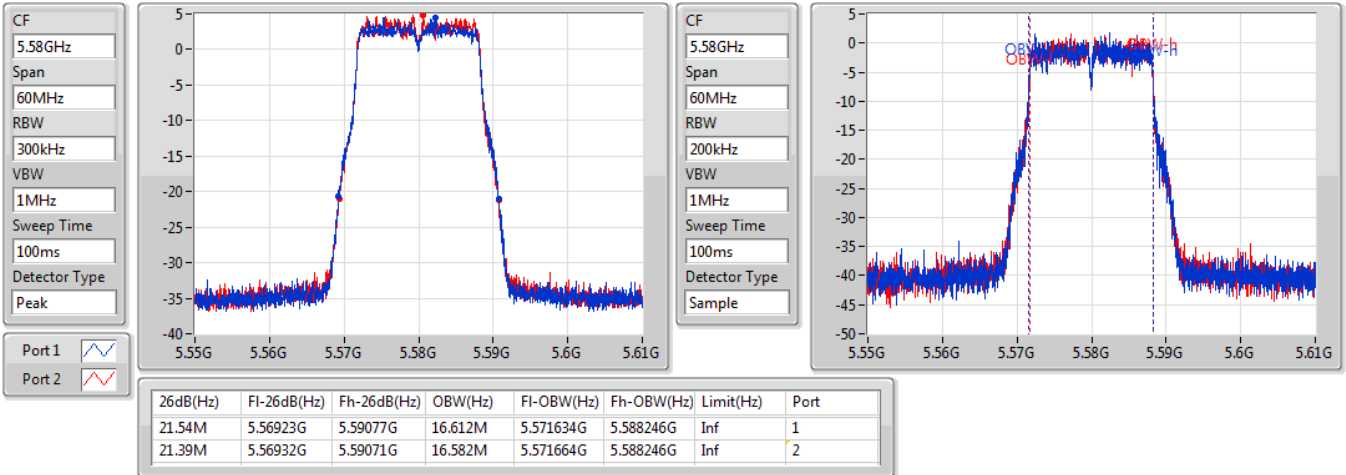 CF
5.58GHz
Span
60MHz
RBW
300kHz
VBW
1MHz
Sweep Time
100ms
Detector Type
Peak
Port 1
Port 2
5
0
-5
-10
-15
-20
-25
-30
-35
-40
5.55G 5.56G 5.57G 5.58G 5.59G 5.6G 5.61G
CF
5.58GHz
Span
60MHz
RBW
200kHz
VBW
1MHz
Sweep Time
100ms
Detector Type
Sample
5
0
-5
-10
-15
-20
-25
-30
-35
-40
-45
-50
5.55G 5.56G 5.57G 5.58G 5.59G 5.6G 5.61G
26dB(Hz) Fl-26dB(Hz) Fh-26dB(Hz) OBW(Hz) Fl-OBW(Hz) Fh-OBW(Hz) Limit(Hz) Port
21.54M 5.56923G 5.59077G 16.612M 5.571634G 5.588246G Inf 1
21.39M 5.56932G 5.59071G 16.582M 5.571664G 5.588246G Inf 2